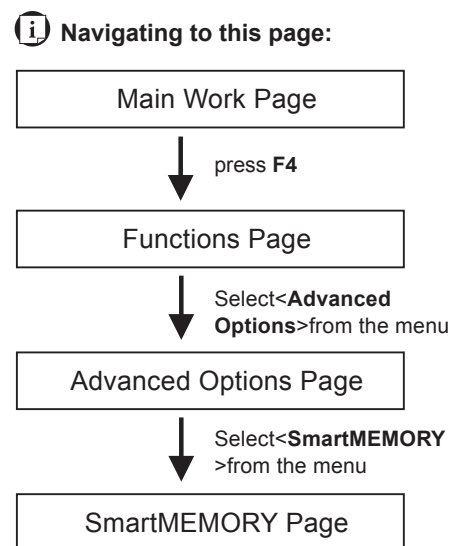 i Navigating to this page:
Main Work Page
press F4
Functions Page
Select<Advanced
Options>from the menu
Advanced Options Page
Select<SmartMEMORY
>from the menu
SmartMEMORY Page